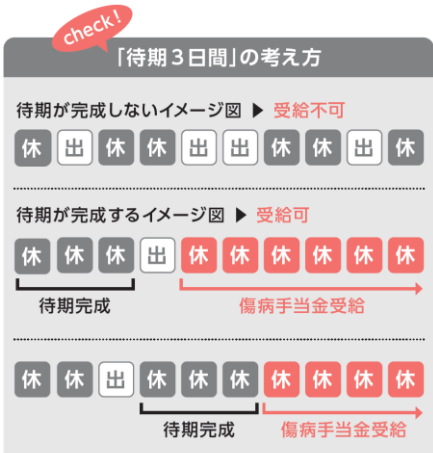 check!
「待期3日間」の考え方
待期が完成しないイメージ図 ▶ 受給不可
休 出 休 休 出 出 休 休 出 休
待期が完成するイメージ図 ▶ 受給可
休 休 休 出 休 休 休 休 休 休
待期完成 傷病手当金受給
休 休 出 休 休 休 休 休 休 休
待期完成 傷病手当金受給